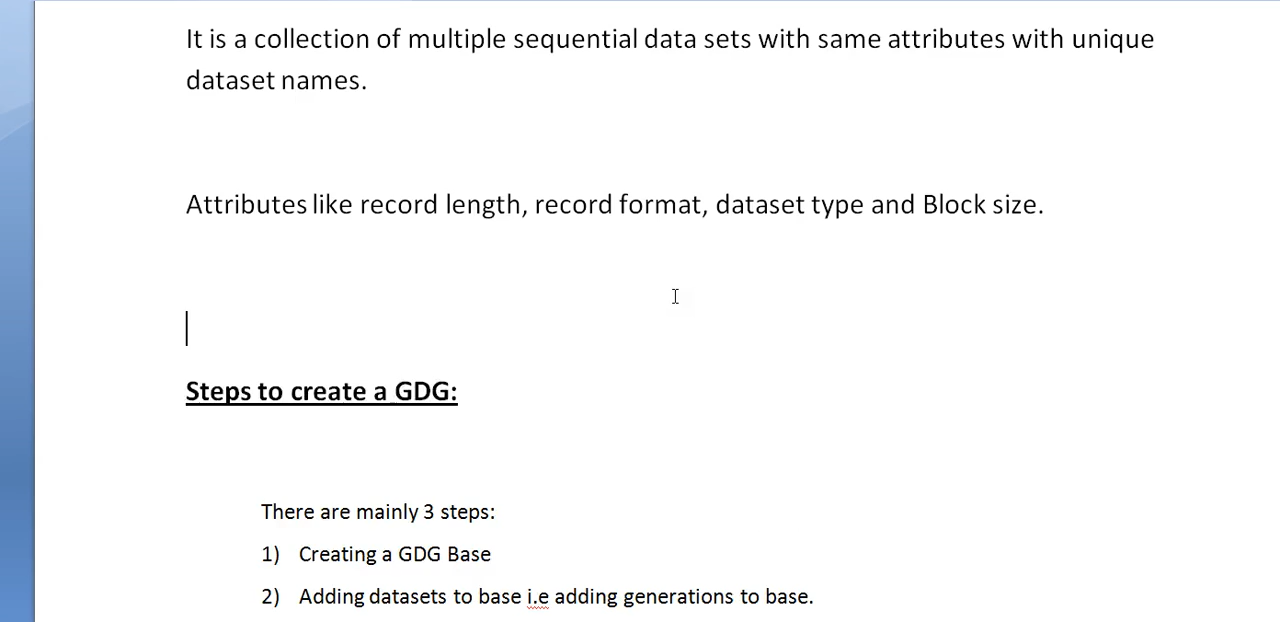 It is a collection of multiple sequential data sets with same attributes with unique
dataset names.
Attributes like record length, record format, dataset type and Block size.
Steps to create a GDG:
There are mainly 3 steps:
1) Creating a GDG Base
2) Adding datasets to base i.e adding generations to base.